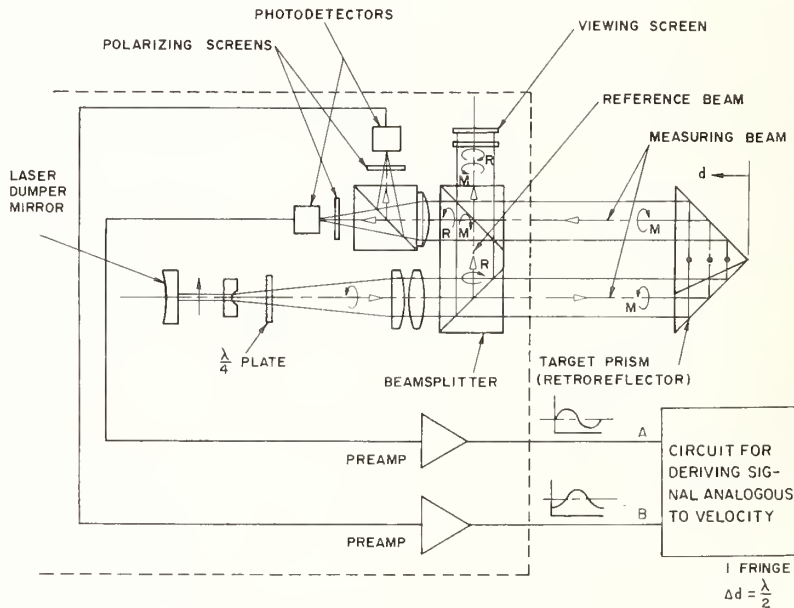 PHOTODETECTORS
POLARIZING SCREENS
VIEWING SCREEN
REFERENCE BEAM
MEASURING BEAM
LASER
DUMPER
MIRROR
d
R
M
R
M
R
M
M
λ/4 PLATE
BEAMSPLITTER
TARGET PRISM
(RETROREFLECTOR)
PREAMP
A
CIRCUIT FOR
DERIVING SIG-
NAL ANALOGOUS
TO VELOCITY
PREAMP
B
1 FRINGE
Δd = λ/2